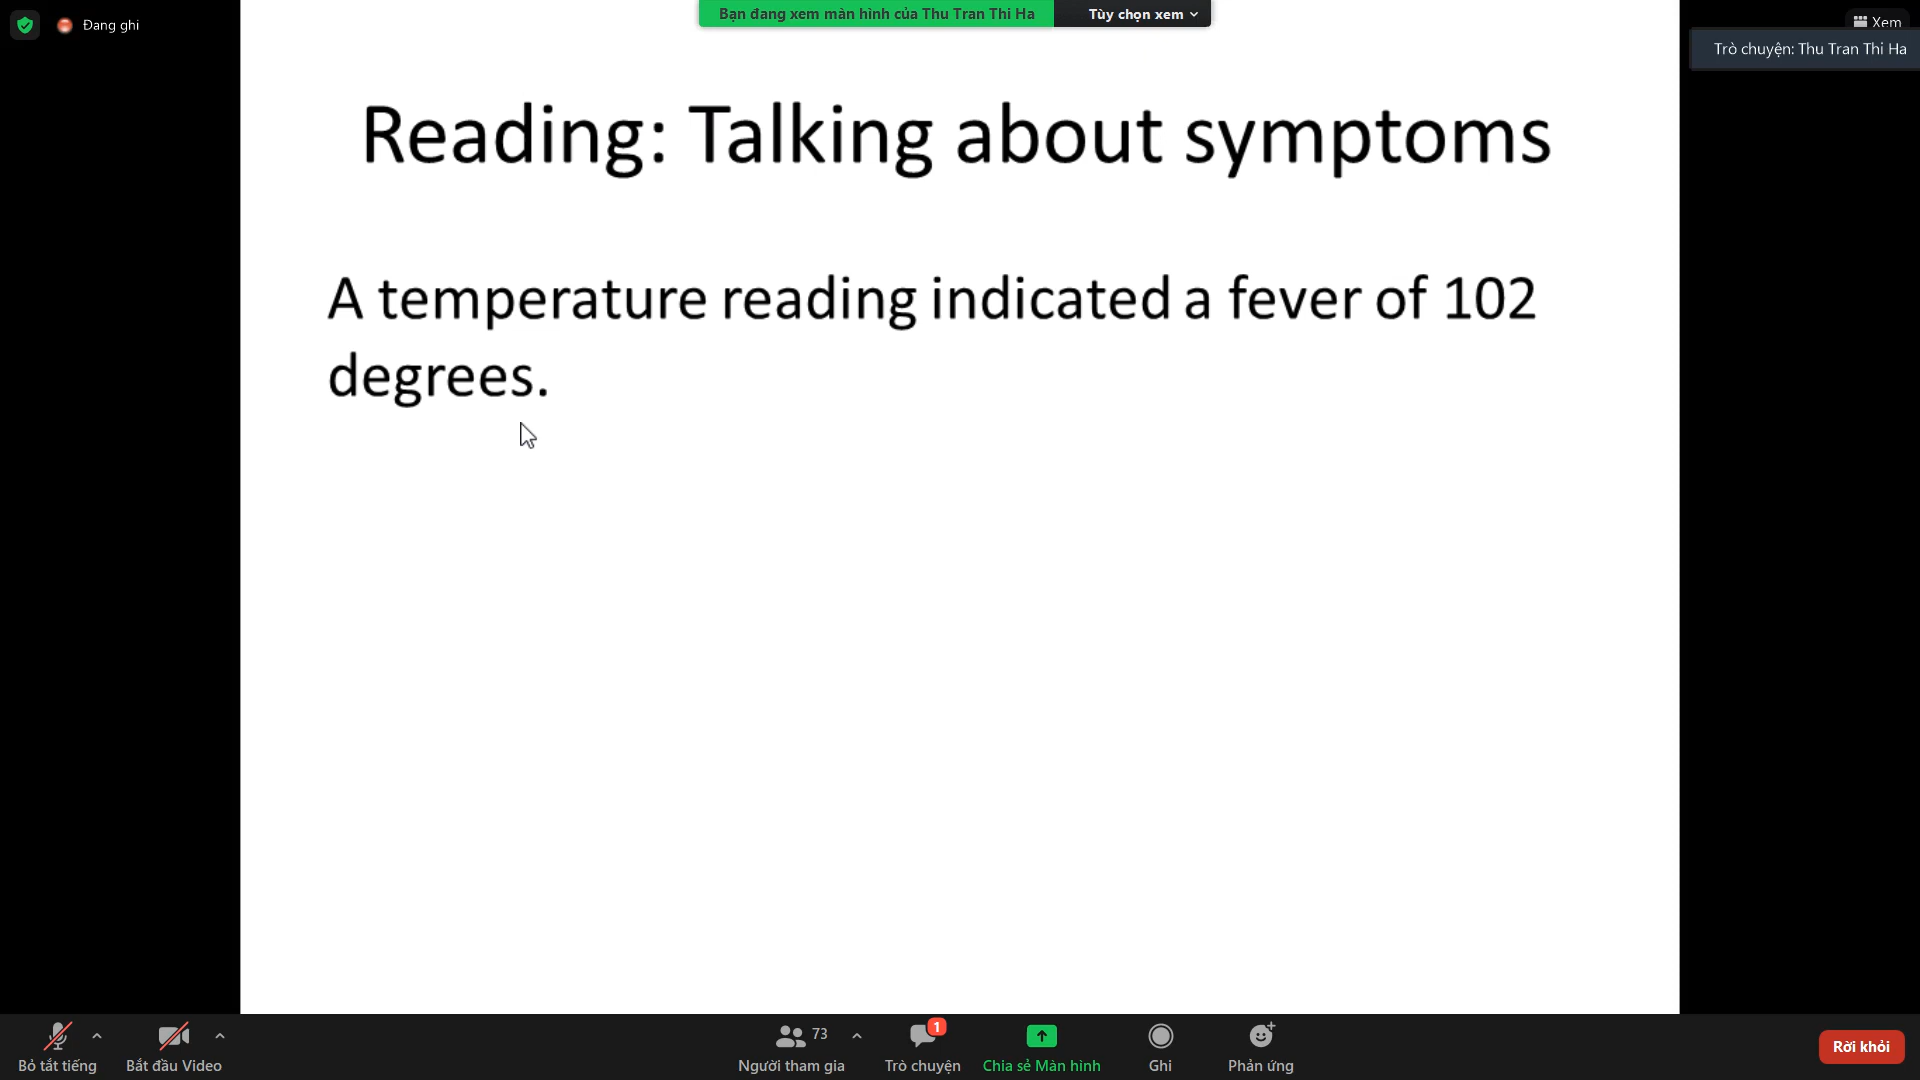 Đang ghi
Bạn đang xem màn hình của Thu Tran Thi Ha
Tùy chọn xem
Xem
Trò chuyện: Thu Tran Thi Ha
Reading: Talking about symptoms
A temperature reading indicated a fever of 102
degrees.
Bỏ tắt tiếng
Bắt đầu Video
73
Người tham gia
1
Trò chuyện
Chia sẻ Màn hình
Ghi
Phản ứng
Rời khỏi